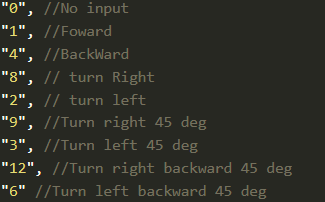 "0", //No input
"1", //Foward
"4", //BackWard
"8", // turn Right
"2", // turn left
"9", //Turn right 45 deg
"3", //Turn left 45 deg
"12", //Turn right backward 45 deg
"6" //Turn left backward 45 deg